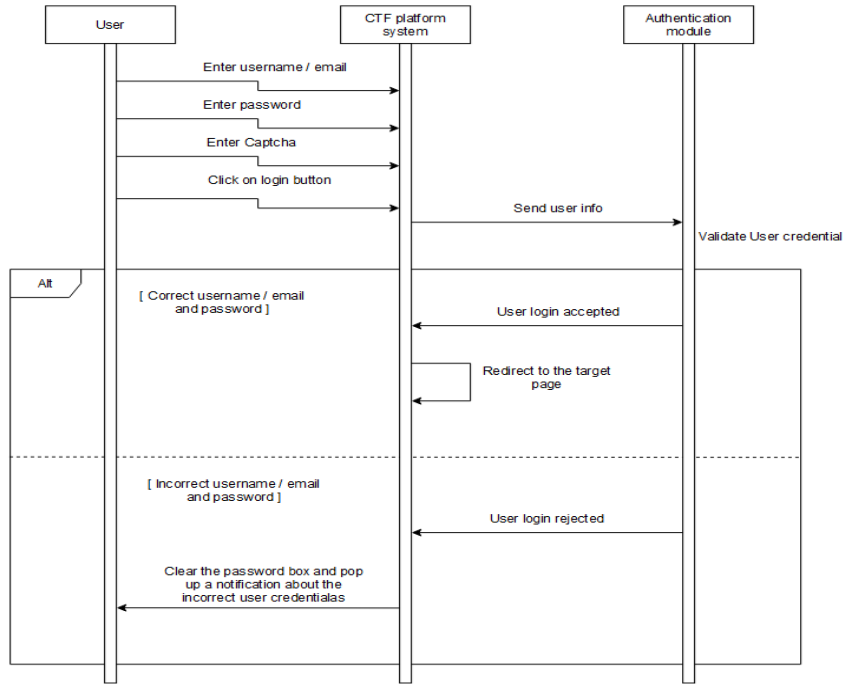 User
CTF platform
system
Authentication
module
Enter username / email
Enter password
Enter Captcha
Click on login button
Send user info
Validate User credential
Alt
[ Correct username / email
and password ]
User login accepted
Redirect to the target
page
[ Incorrect username / email
and password ]
User login rejected
Clear the password box and pop
up a notification about the
incorrect user credentialas